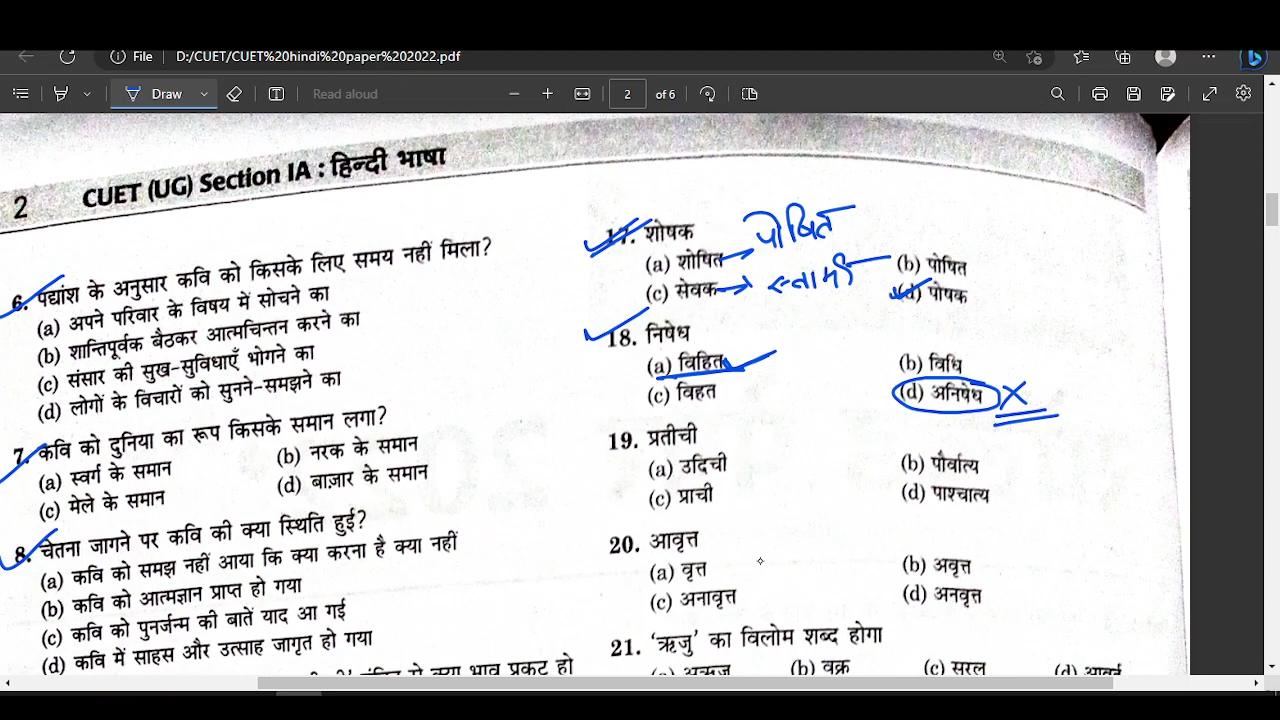 File D:/CUET/CUET%20hindi%20paper%202022.pdf
Draw Read aloud 2 of 6
2 CUET (UG) Section IA : हिन्दी भाषा
6. पद्यांश के अनुसार कवि को किसके लिए समय नहीं मिला?
(a) अपने परिवार के विषय में सोचने का
(b) शान्तिपूर्वक बैठकर आत्मचिन्तन करने का
(c) संसार की सुख-सुविधाएँ भोगने का
(d) लोगों के विचारों को सुनने-समझने का
7. कवि को दुनिया का रूप किसके समान लगा?
(a) स्वर्ग के समान (b) नरक के समान
(c) मेले के समान (d) बाज़ार के समान
8. चेतना जागने पर कवि की क्या स्थिति हुई?
(a) कवि को समझ नहीं आया कि क्या करना है क्या नहीं
(b) कवि को आत्मज्ञान प्राप्त हो गया
(c) कवि को पुनर्जन्म की बातें याद आ गई
(d) कवि में साहस और उत्साह जागृत हो गया
से क्या भाव प्रकट हो
17. शोषक
पोषित
(a) शोषित (b) पोषित
(c) सेवक (d) पोषक
18. निषेध
(a) विहित (b) विधि
(c) विहत (d) अनिषेध
19. प्रतीची
(a) उदिची (b) पौर्वात्य
(c) प्राची (d) पाश्चात्य
20. आवृत्त
(a) वृत्त (b) अवृत्त
(c) अनावृत्त (d) अनवृत्त
21. 'ऋजु' का विलोम शब्द होगा
(a) अऋजु (b) वक्र (c) सरल (d) आवर्त